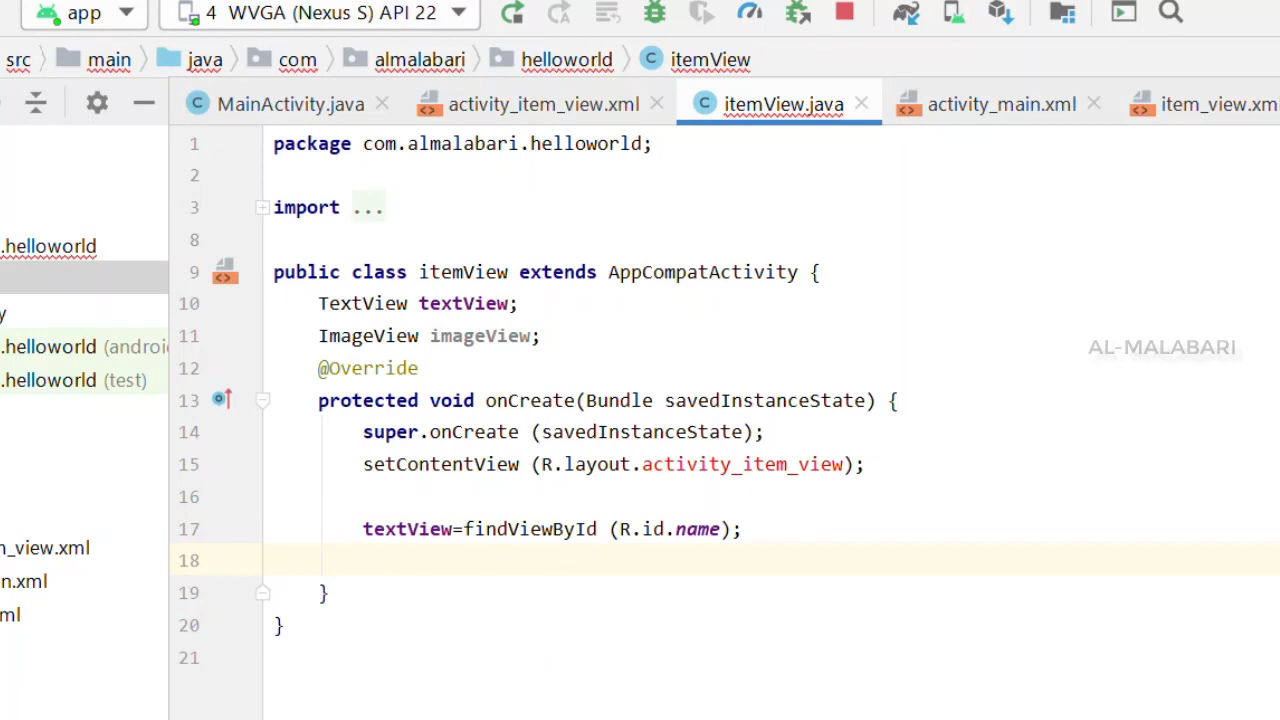 app 4 WVGA (Nexus S) API 22
src main java com almalabari helloworld itemView
MainActivity.java activity_item_view.xml itemView.java activity_main.xml item_view.xml
1 package com.almalabari.helloworld;
2
3 import ...
8
9 public class itemView extends AppCompatActivity {
10 TextView textView;
11 ImageView imageView;
12 @Override
13 protected void onCreate(Bundle savedInstanceState) {
14 super.onCreate (savedInstanceState);
15 setContentView (R.layout.activity_item_view);
16
17 textView=findViewById (R.id.name);
18
19 }
20 }
21
.helloworld
y
.helloworld (androi
.helloworld (test)
m_view.xml
n.xml
ml
AL-MALABARI